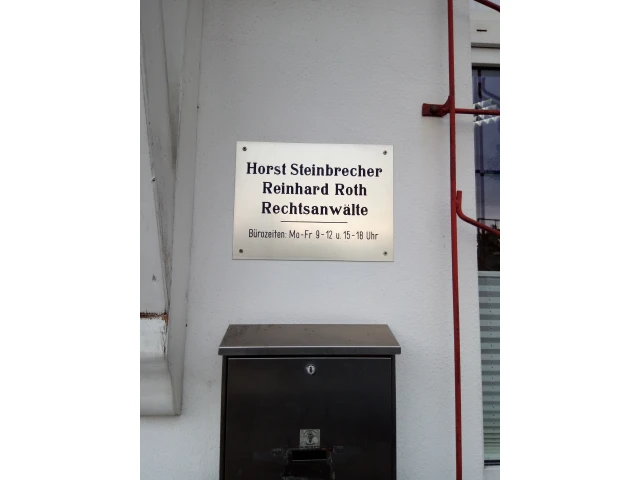 Horst Steinbrecher
Reinhard Roth
Rechtsanwälte
Bürozeiten: Mo-Fr 9-12 u. 15-18 Uhr